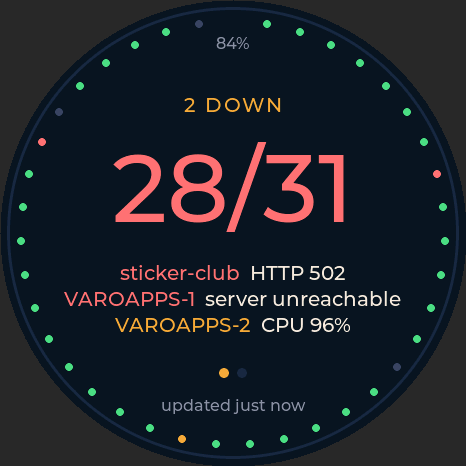 84%
2 DOWN
28/31
sticker-club HTTP 502
VAROAPPS-1 server unreachable
VAROAPPS-2 CPU 96%
updated just now